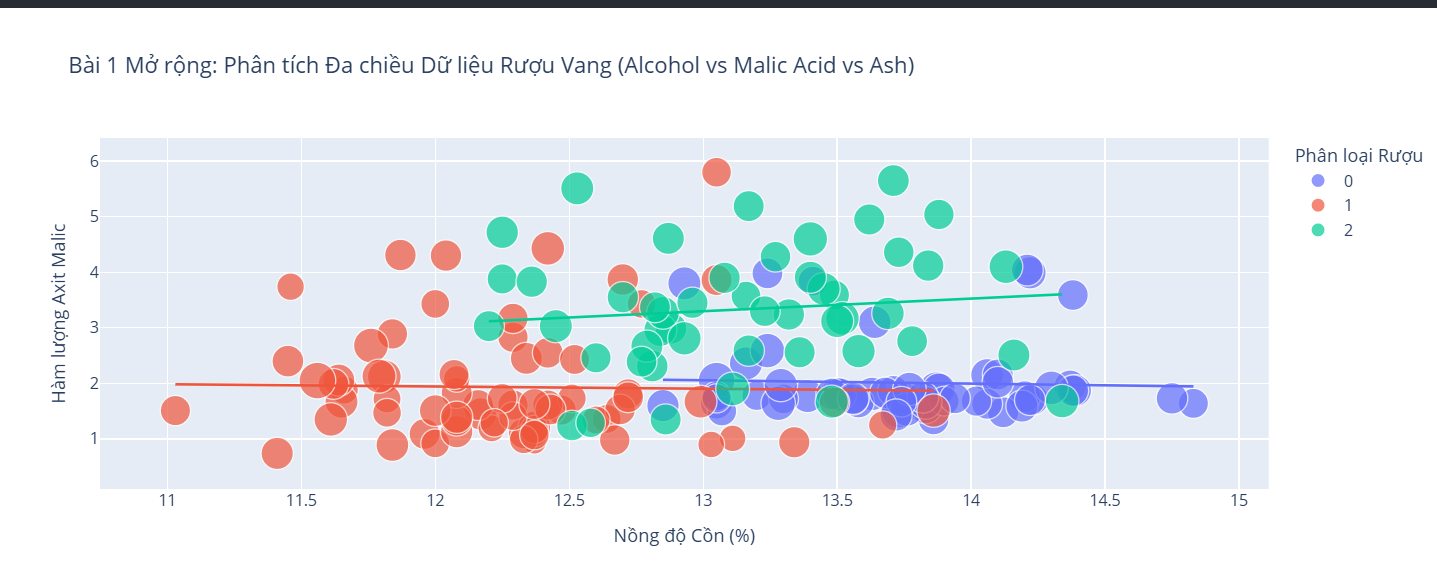 Bài 1 Mở rộng: Phân tích Đa chiều Dữ liệu Rượu Vang (Alcohol vs Malic Acid vs Ash)
Phân loại Rượu
0
1
2
Hàm lượng Axit Malic
6
5
4
3
2
1
11 11.5 12 12.5 13 13.5 14 14.5 15
Nồng độ Cồn (%)